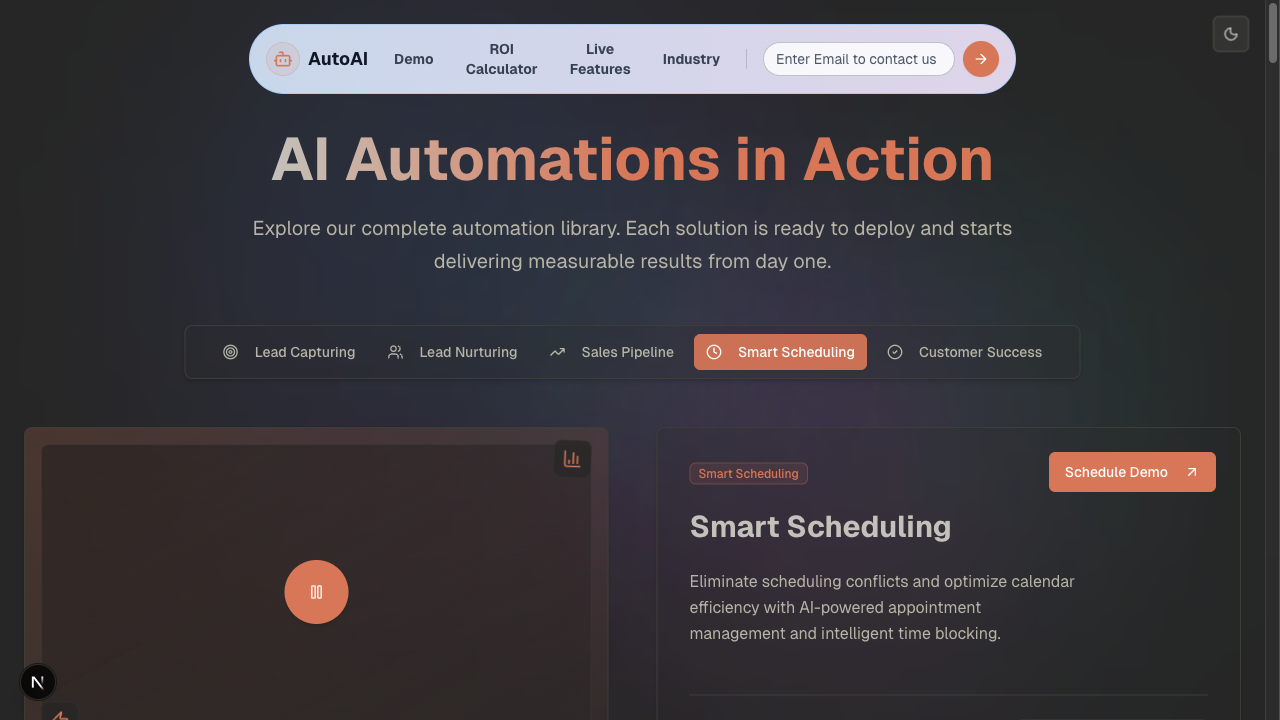 AutoAI
Demo
ROI
Calculator
Live
Features
Industry
Enter Email to contact us
AI Automations in Action
Explore our complete automation library. Each solution is ready to deploy and starts
delivering measurable results from day one.
Lead Capturing
Lead Nurturing
Sales Pipeline
Smart Scheduling
Customer Success
Smart Scheduling
Schedule Demo
Smart Scheduling
Eliminate scheduling conflicts and optimize calendar
efficiency with AI-powered appointment
management and intelligent time blocking.
N